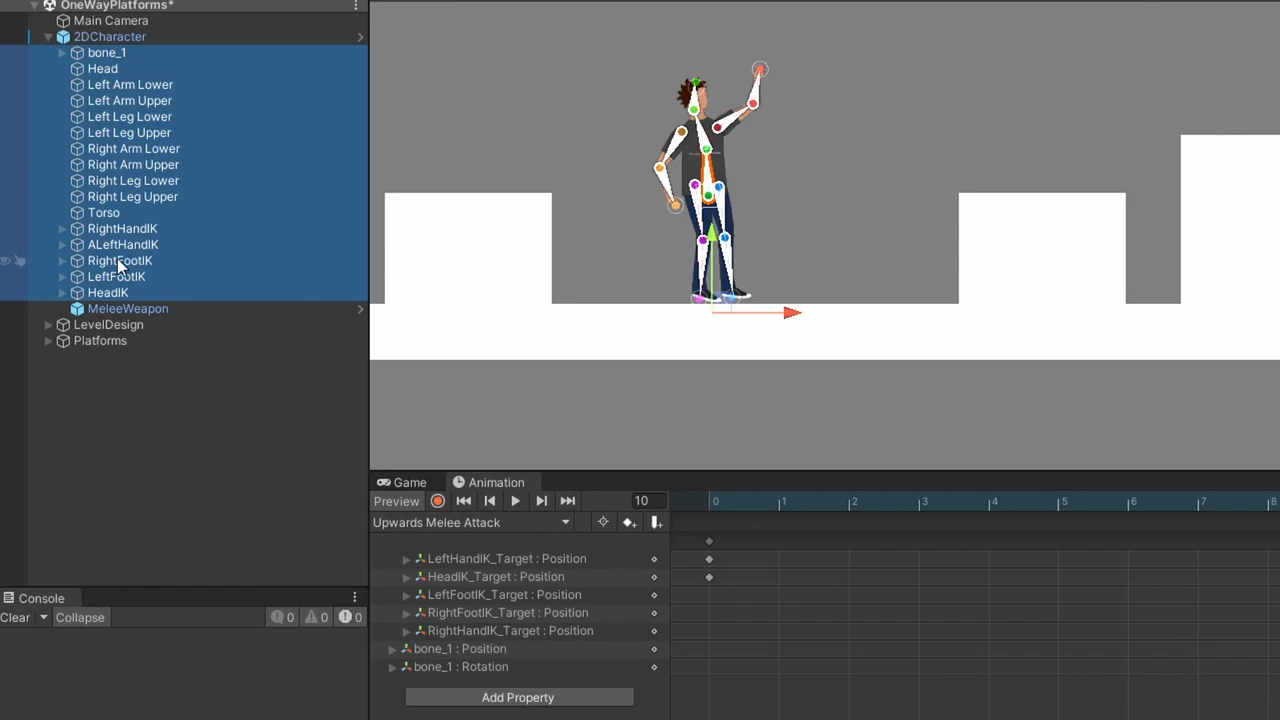 OneWayPlatforms*
Main Camera
2DCharacter
bone_1
Head
Left Arm Lower
Left Arm Upper
Left Leg Lower
Left Leg Upper
Right Arm Lower
Right Arm Upper
Right Leg Lower
Right Leg Upper
Torso
RightHandIK
ALeftHandIK
RightFootIK
LeftFootIK
HeadIK
MeleeWeapon
LevelDesign
Platforms
Game Animation
Preview 10 0 1 2 3 4 5 6 7 8
Upwards Melee Attack
LeftHandIK_Target : Position
HeadIK_Target : Position
LeftFootIK_Target : Position
RightFootIK_Target : Position
RightHandIK_Target : Position
bone_1 : Position
bone_1 : Rotation
Add Property
Console
Clear Collapse 0 0 0